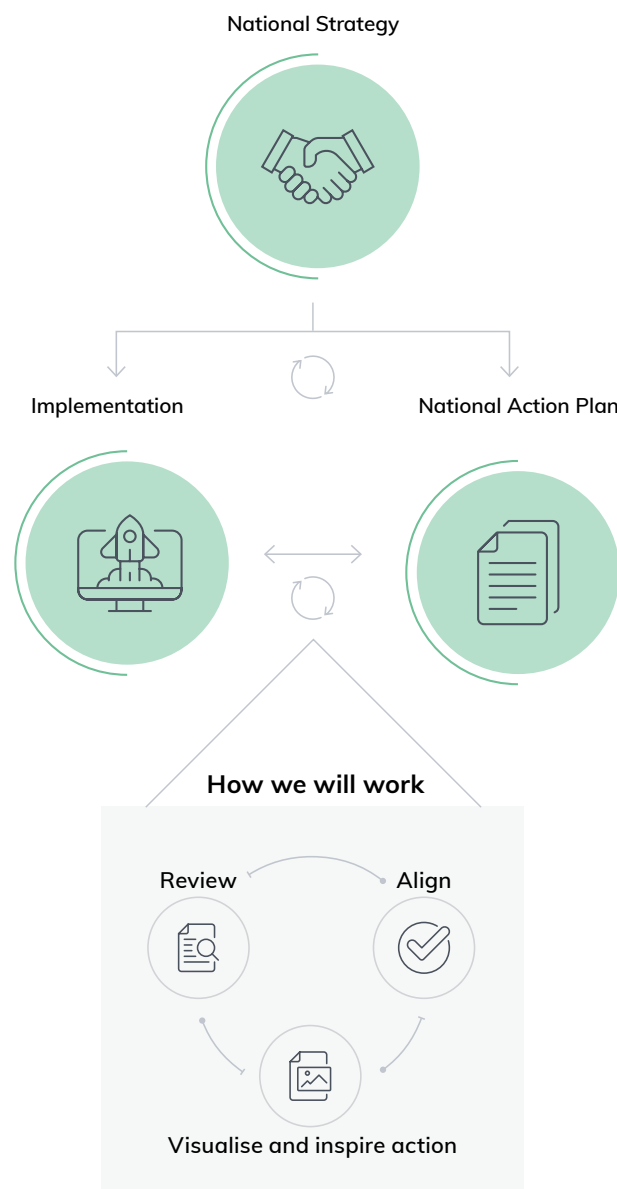 National Strategy
Implementation
National Action Plan
How we will work
Review
Align
Visualise and inspire action